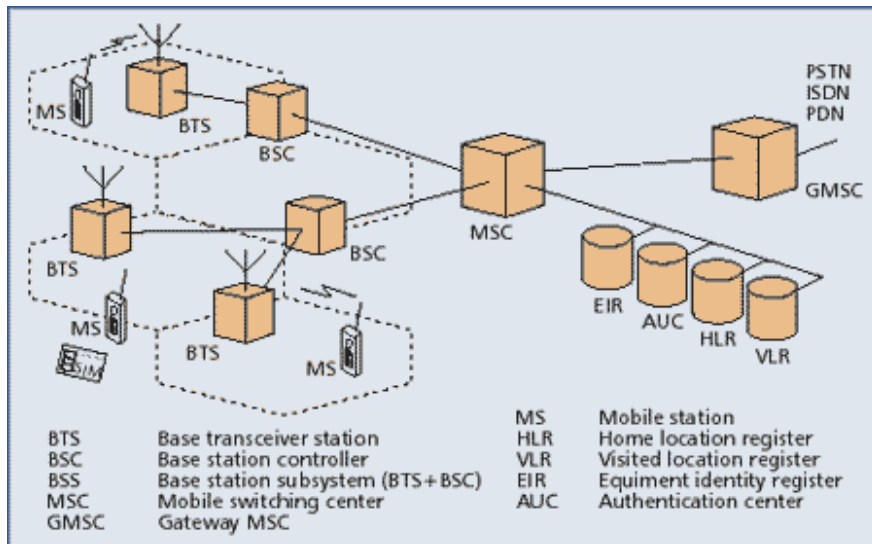 PSTN
ISDN
PDN
MS
BTS
BSC
GMSC
MSC
BTS
BSC
EIR
AUC
HLR
VLR
MS
SIM
BTS
MS
BTS Base transceiver station
BSC Base station controller
BSS Base station subsystem (BTS+BSC)
MSC Mobile switching center
GMSC Gateway MSC
MS Mobile station
HLR Home location register
VLR Visited location register
EIR Equiment identity register
AUC Authentication center